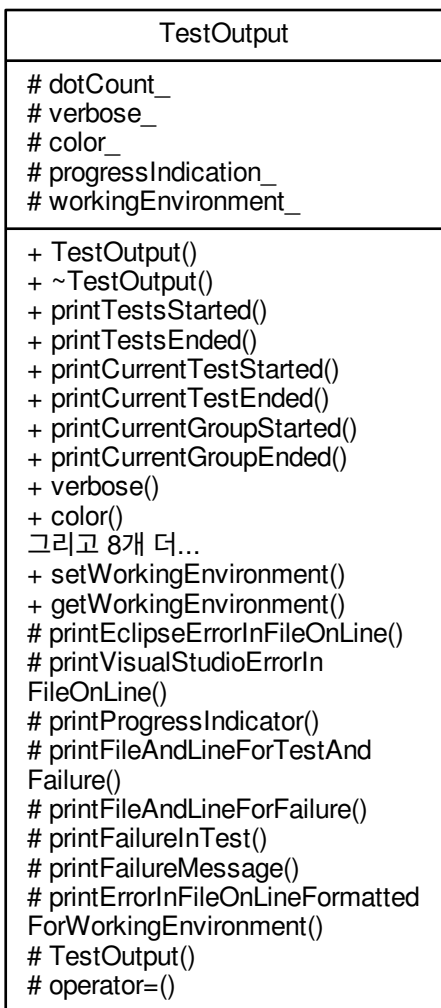 TestOutput
# dotCount_
# verbose_
# color_
# progressIndication_
# workingEnvironment_
+ TestOutput()
+ ~TestOutput()
+ printTestsStarted()
+ printTestsEnded()
+ printCurrentTestStarted()
+ printCurrentTestEnded()
+ printCurrentGroupStarted()
+ printCurrentGroupEnded()
+ verbose()
+ color()
그리고 8개 더...
+ setWorkingEnvironment()
+ getWorkingEnvironment()
# printEclipseErrorInFileOnLine()
# printVisualStudioErrorIn
FileOnLine()
# printProgressIndicator()
# printFileAndLineForTestAnd
Failure()
# printFileAndLineForFailure()
# printFailureInTest()
# printFailureMessage()
# printErrorInFileOnLineFormatted
ForWorkingEnvironment()
# TestOutput()
# operator=()